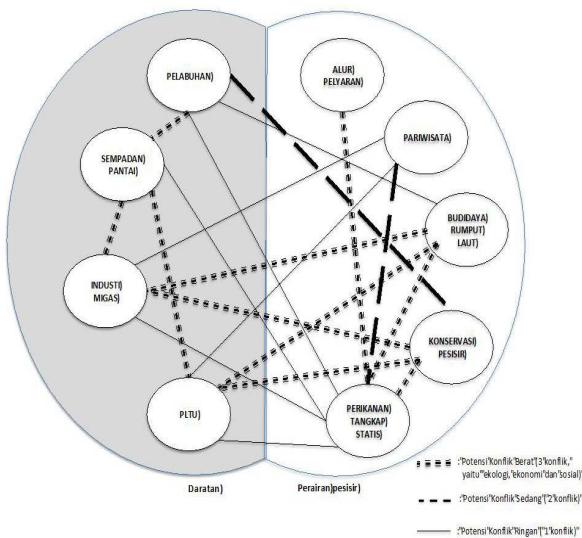 PELABUHAN)
ALUR)
PELYARAN)
PARIWISATA)
SEMPADAN)
PANTAI)
BUDIDAYA)
RUMPUT)
LAUT)
INDUSTI)
MIGAS)
KONSERVASI)
PESISIR)
PLTU)
PERIKANAN)
TANGKAP)
STATIS)
Daratan)
Perairan)pesisir)
:'Potensi'Konflik'Berat'(3'konflik,"
yaitu'"ekologi,'ekonomi'dan'sosial)'
:'Potensi'Konflik'Sedang'("2'konflik)'
:"Potensi'Konflik'Ringan'("1'konflik)"